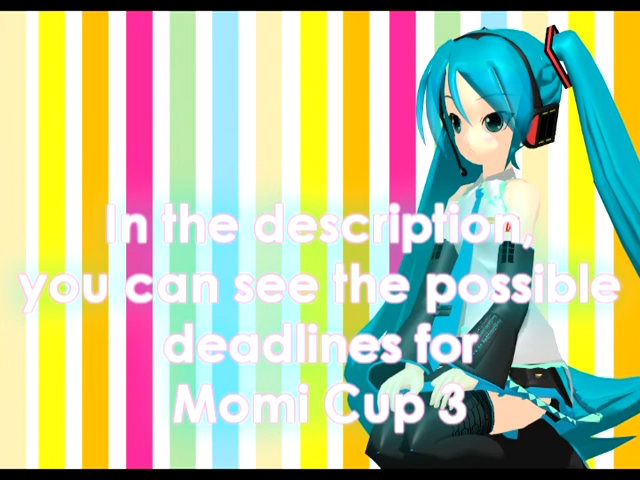 In the description,
you can see the possible
deadlines for
Momi Cup 3